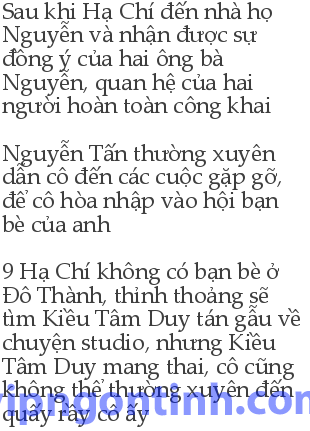 Sau khi Hạ Chí đến nhà họ
Nguyễn và nhận được sự
đồng ý của hai ông bà
Nguyễn, quan hệ của hai
người hoàn toàn công khai
Nguyễn Tấn thường xuyên
dẫn cô đến các cuộc gặp gỡ,
để cô hòa nhập vào hội bạn
bè của anh
9 Hạ Chí không có bạn bè ở
Đô Thành, thỉnh thoảng sẽ
tìm Kiều Tâm Duy tán gẫu về
chuyện studio, nhưng Kiều
Tâm Duy mang thai, cô cũng
không thể thường xuyên đến
quấy rầy cô ấy
vipngontinh.com